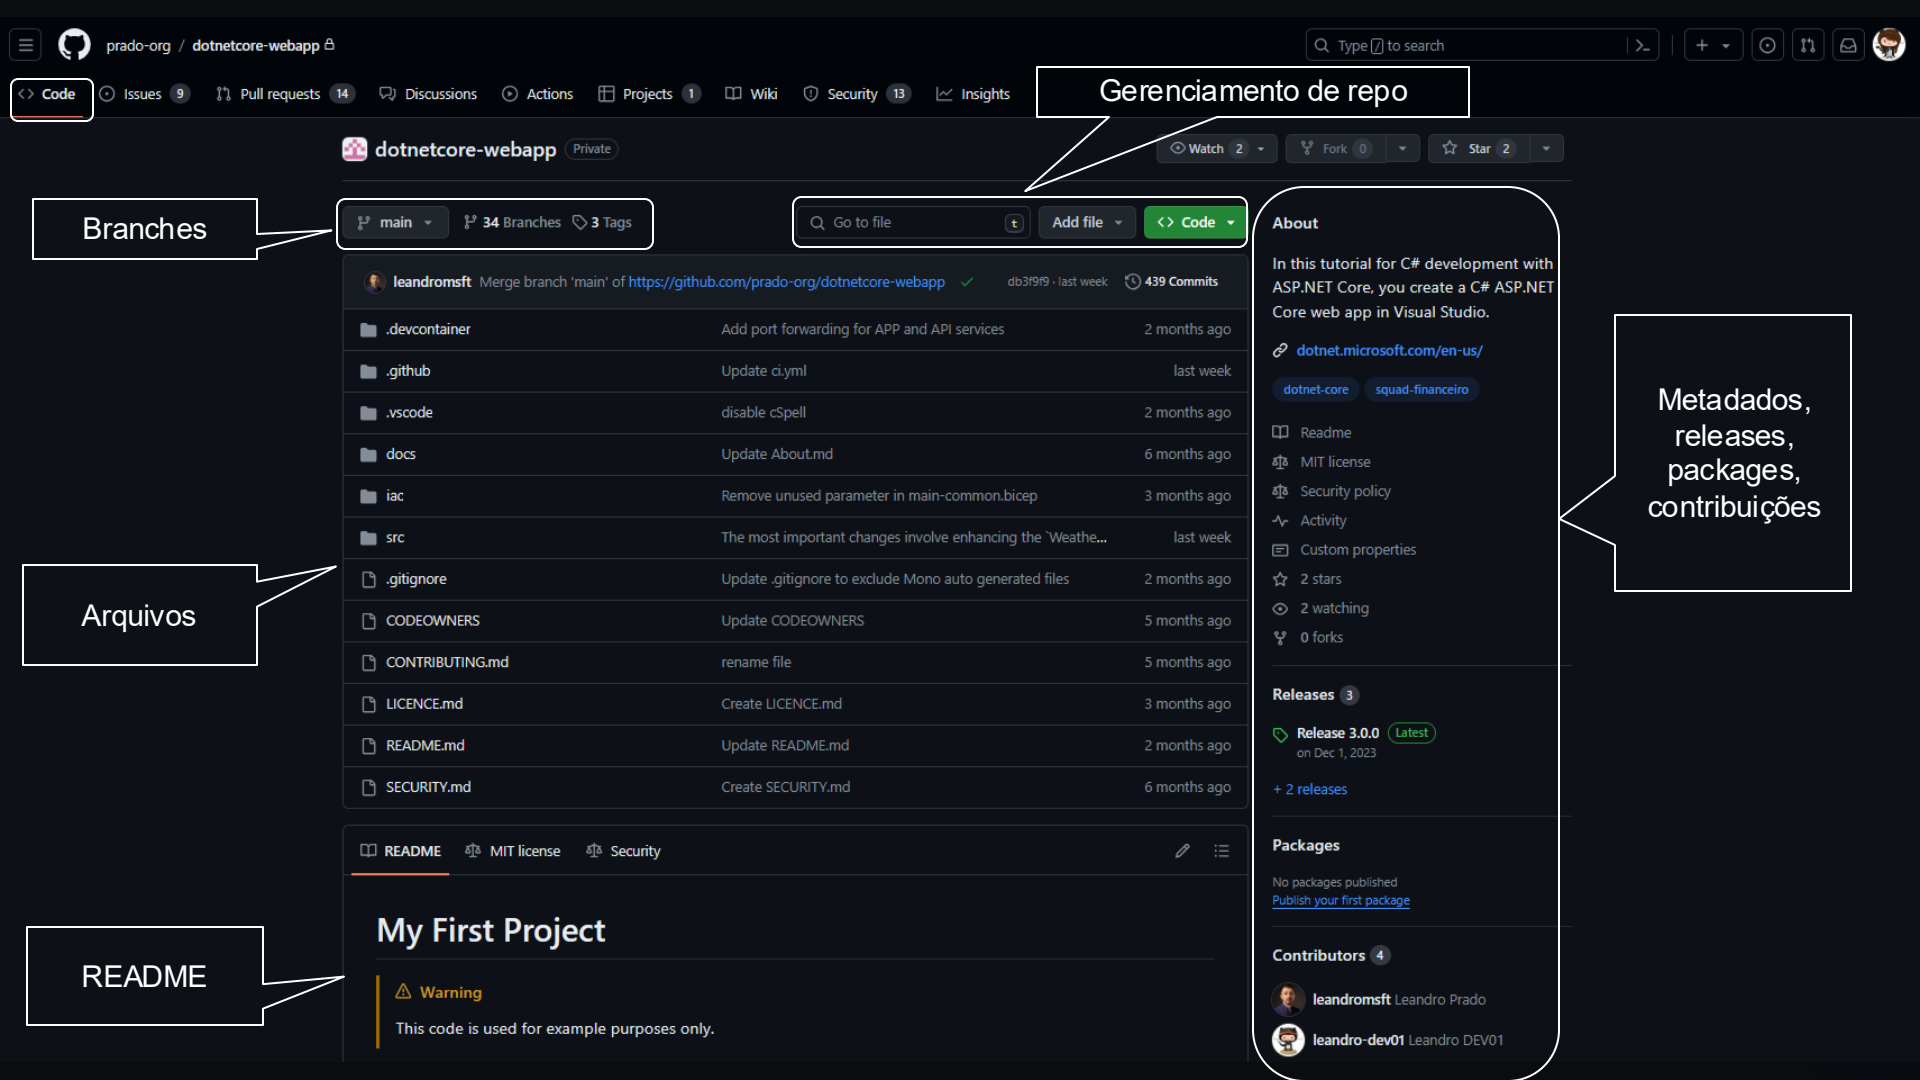 prado-org / dotnetcore-webapp
Type / to search
Code
Issues 9
Pull requests 14
Discussions
Actions
Projects 1
Wiki
Security 13
Insights
Gerenciamento de repo
dotnetcore-webapp Private
Watch 2
Fork 0
Star 2
Branches
main
34 Branches
3 Tags
Go to file t
Add file
Code
leandromsft Merge branch 'main' of https://github.com/prado-org/dotnetcore-webapp db3f9f9 · last week 439 Commits
.devcontainer Add port forwarding for APP and API services 2 months ago
.github Update ci.yml last week
.vscode disable cSpell 2 months ago
docs Update About.md 6 months ago
iac Remove unused parameter in main-common.bicep 3 months ago
src The most important changes involve enhancing the `Weathe... last week
.gitignore Update .gitignore to exclude Mono auto generated files 2 months ago
CODEOWNERS Update CODEOWNERS 5 months ago
CONTRIBUTING.md rename file 5 months ago
LICENCE.md Create LICENCE.md 3 months ago
README.md Update README.md 2 months ago
SECURITY.md Create SECURITY.md 6 months ago
Arquivos
README
MIT license
Security
My First Project
Warning
This code is used for example purposes only.
README
About
In this tutorial for C# development with
ASP.NET Core, you create a C# ASP.NET
Core web app in Visual Studio.
dotnet.microsoft.com/en-us/
dotnet-core squad-financeiro
Readme
MIT license
Security policy
Activity
Custom properties
2 stars
2 watching
0 forks
Releases 3
Release 3.0.0 Latest
on Dec 1, 2023
+ 2 releases
Packages
No packages published
Publish your first package
Contributors 4
leandromsft Leandro Prado
leandro-dev01 Leandro DEV01
Metadados,
releases,
packages,
contribuições